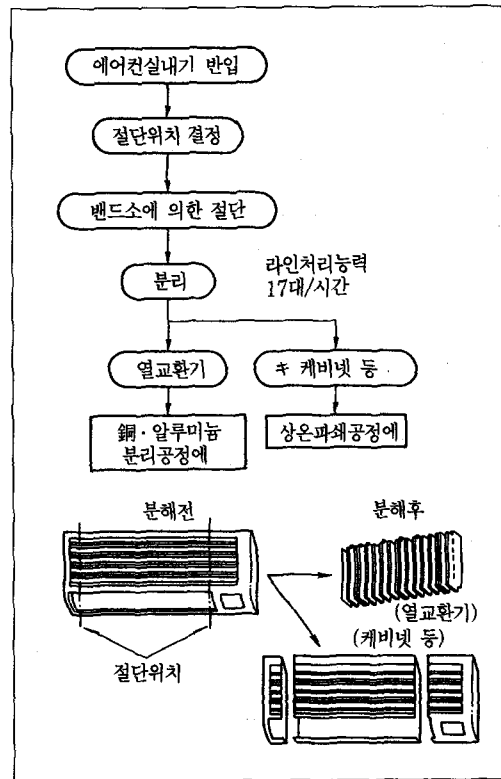 에어컨실내기 반입
절단위치 결정
밴드소에 의한 절단
분리
라인처리능력
17대/시간
열교환기
キ 케비넷 등
銅·알루미늄
분리공정에
상온파쇄공정에
분해전
분해후
(열교환기)
(케비넷 등)
절단위치